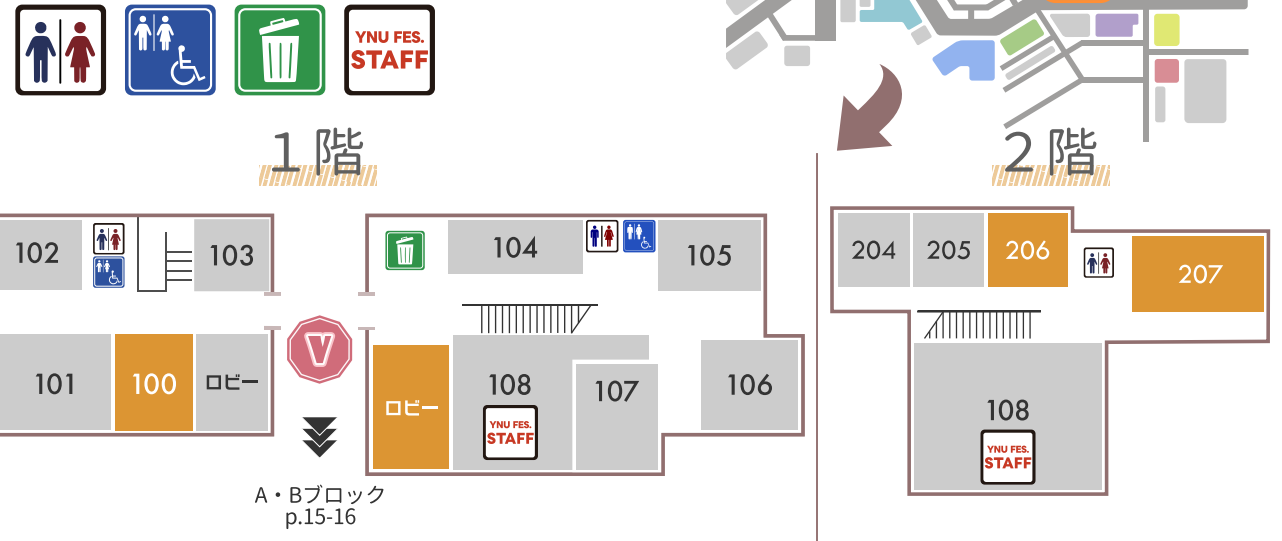 YNU FES.
STAFF
1階
2階
102
103
104
105
101
100
ロビー
V
ロビー
108
YNU FES.
STAFF
107
106
A・Bブロック
p.15-16
204
205
206
207
108
YNU FES.
STAFF